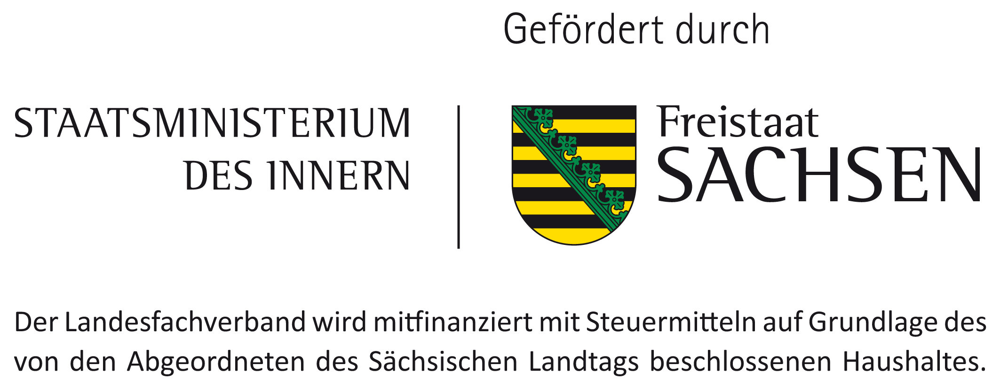 Gefördert durch
STAATSMINISTERIUM
DES INNERN
Freistaat
SACHSEN
Der Landesfachverband wird mitfinanziert mit Steuermitteln auf Grundlage des
von den Abgeordneten des Sächsischen Landtags beschlossenen Haushaltes.